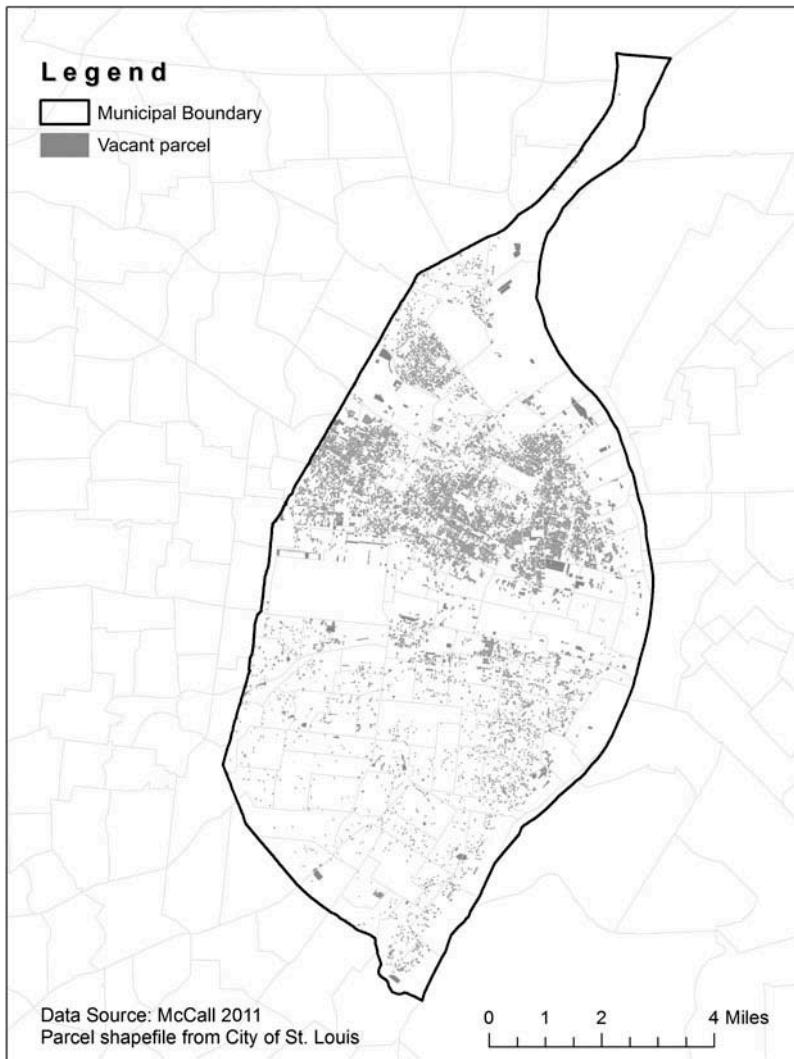 Legend
Municipal Boundary
Vacant parcel
Data Source: McCall 2011
Parcel shapefile from City of St. Louis
0 1 2 4 Miles